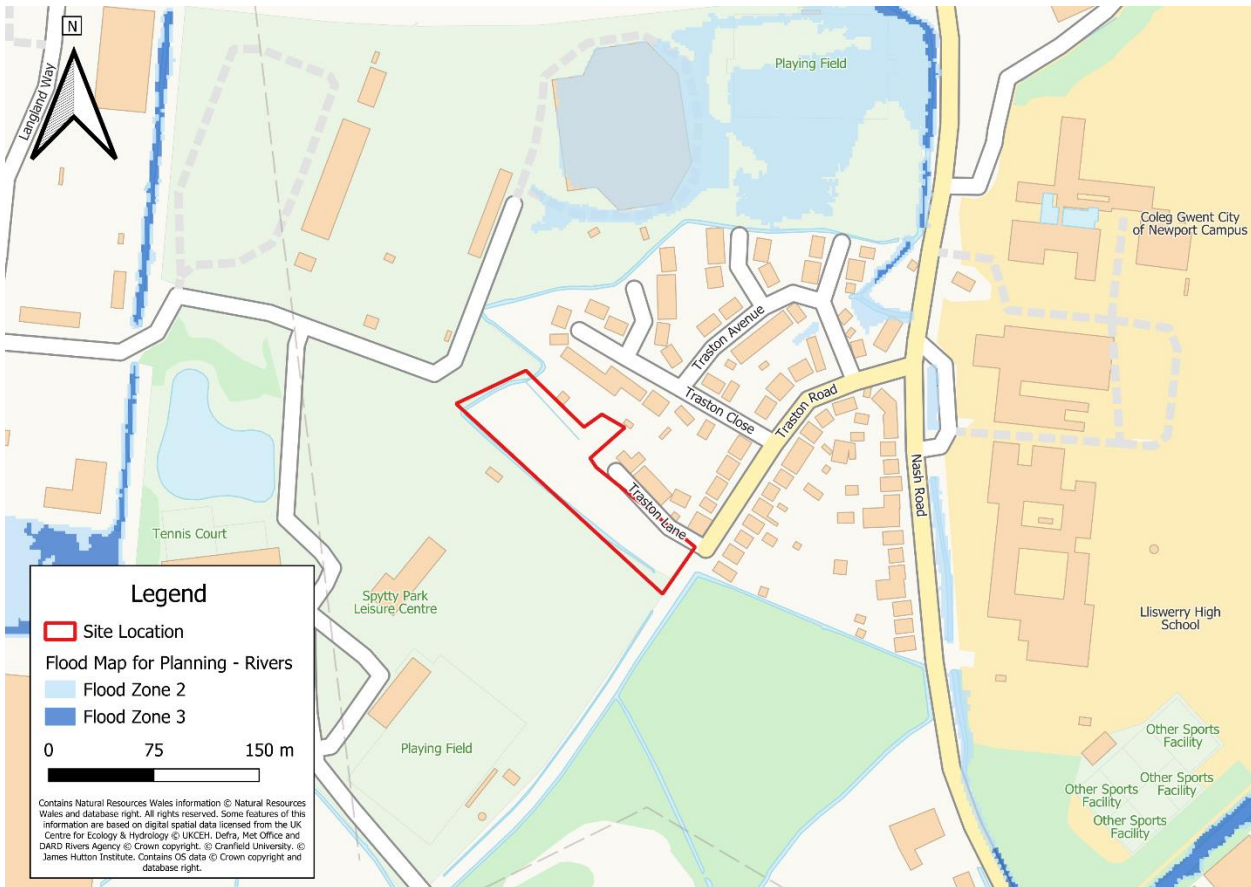 N
Langland Way
Playing Field
Coleg Gwent City
of Newport Campus
Traston Avenue
Traston Close
Traston Road
Traston Lane
Nash Road
Tennis Court
Spytty Park
Leisure Centre
Lliswerry High
School
Playing Field
Other Sports
Facility
Other Sports
Facility
Other Sports
Facility
Other Sports
Facility
Legend
Site Location
Flood Map for Planning - Rivers
Flood Zone 2
Flood Zone 3
0 75 150 m
Contains Natural Resources Wales information © Natural Resources
Wales and database right. All rights reserved. Some features of this
information are based on digital spatial data licensed from the UK
Centre for Ecology & Hydrology © UKCEH. Defra, Met Office and
DARD Rivers Agency © Crown copyright. © Cranfield University. ©
James Hutton Institute. Contains OS data © Crown copyright and
database right.